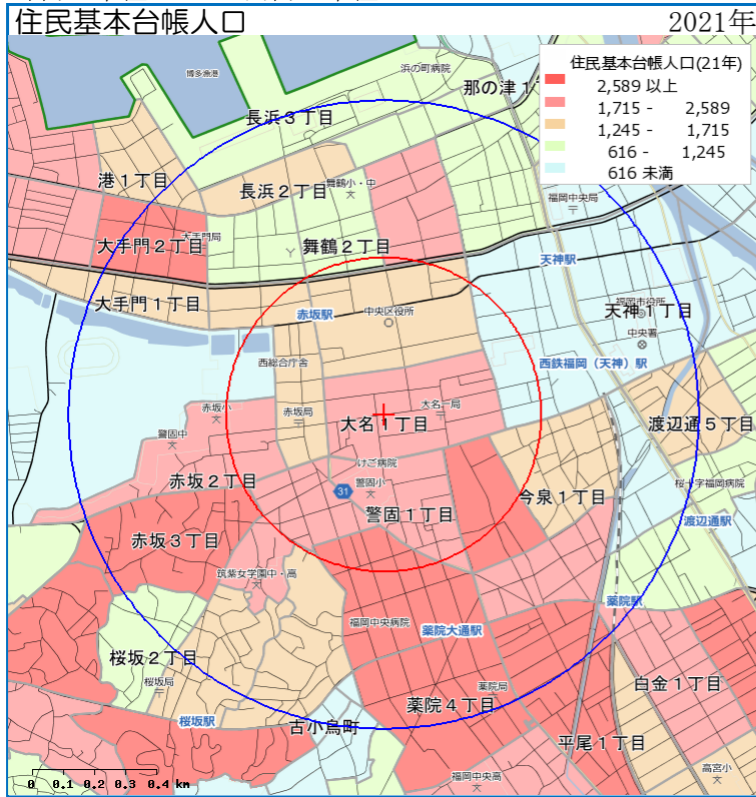 住民基本台帳人口
2021年
住民基本台帳人口(21年)
2,589 以上
1,715 - 2,589
1,245 - 1,715
616 - 1,245
616 未満
博多漁港
浜の町病院
那の津1
長浜3丁目
港1丁目
長浜2丁目
舞鶴小・中
福岡中央局
大手門局
大手門2丁目
舞鶴2丁目
天神駅
大手門1丁目
赤坂駅
中央区役所
福岡市役所
天神1丁目
中央署
西総合庁舎
西鉄福岡(天神)駅
赤坂小
赤坂局
大名1丁目
大名一局
渡辺通5丁目
警固中
赤坂2丁目
けご病院
警固小
31
警固1丁目
今泉1丁目
桜十字福岡病院
赤坂3丁目
渡辺通駅
筑紫女学園中・高
福岡中央病院
薬院大通駅
薬院駅
桜坂2丁目
桜坂局
薬院局
白金1丁目
桜坂駅
古小烏町
薬院4丁目
平尾1丁目
高宮小
福岡中央高
0 0.1 0.2 0.3 0.4 km